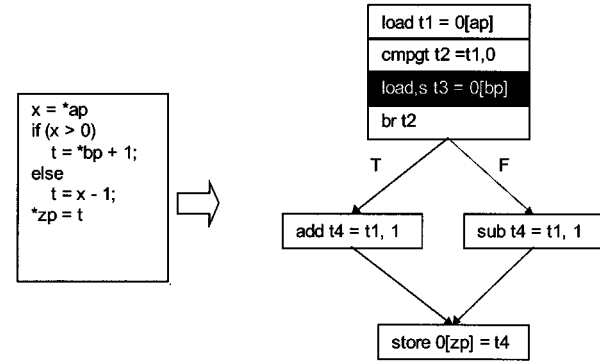 x = *ap
if (x > 0)
t = *bp + 1;
else
t = x - 1;
*zp = t
load t1 = 0[ap]
cmpgt t2 =t1,0
load,s t3 = 0[bp]
br t2
T
F
add t4 = t1, 1
sub t4 = t1, 1
store 0[zp] = t4